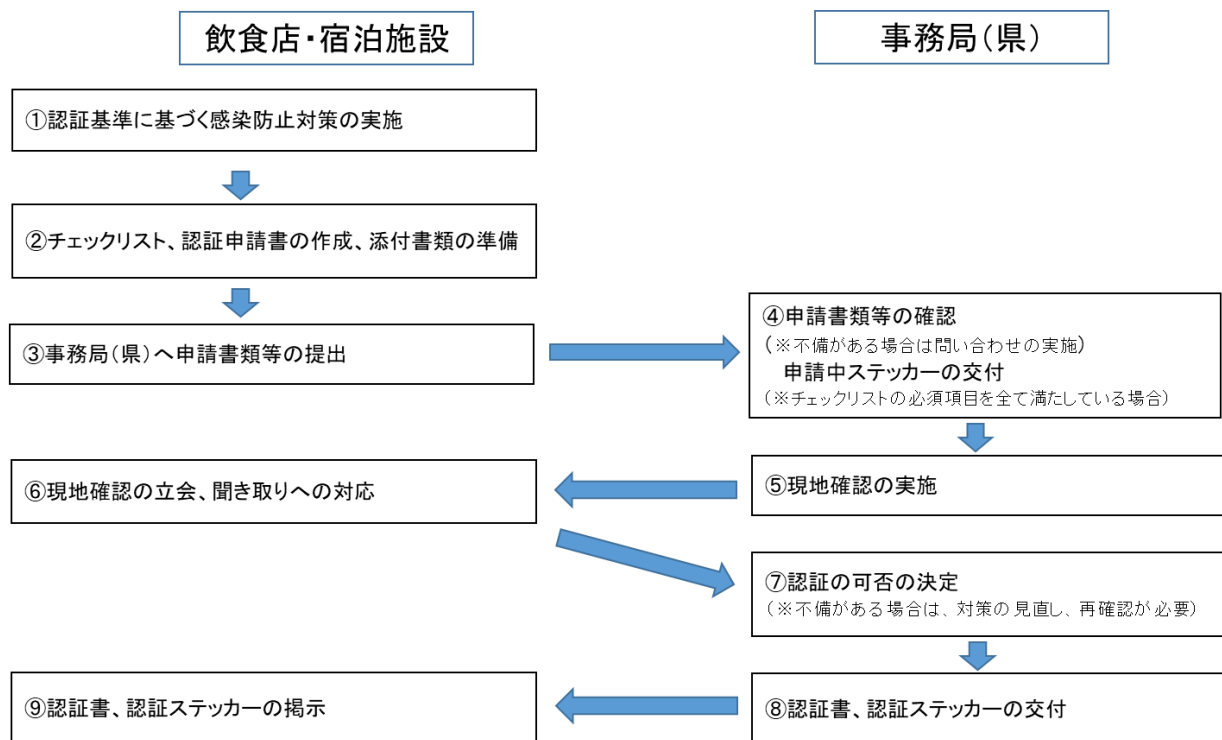 飲食店・宿泊施設
事務局(県)
①認証基準に基づく感染防止対策の実施
②チェックリスト、認証申請書の作成、添付書類の準備
③事務局(県)へ申請書類等の提出
④申請書類等の確認
(※不備がある場合は問い合わせの実施)
申請中ステッカーの交付
(※チェックリストの必須項目を全て満たしている場合)
⑤現地確認の実施
⑥現地確認の立会、聞き取りへの対応
⑦認証の可否の決定
(※不備がある場合は、対策の見直し、再確認が必要)
⑧認証書、認証ステッカーの交付
⑨認証書、認証ステッカーの掲示